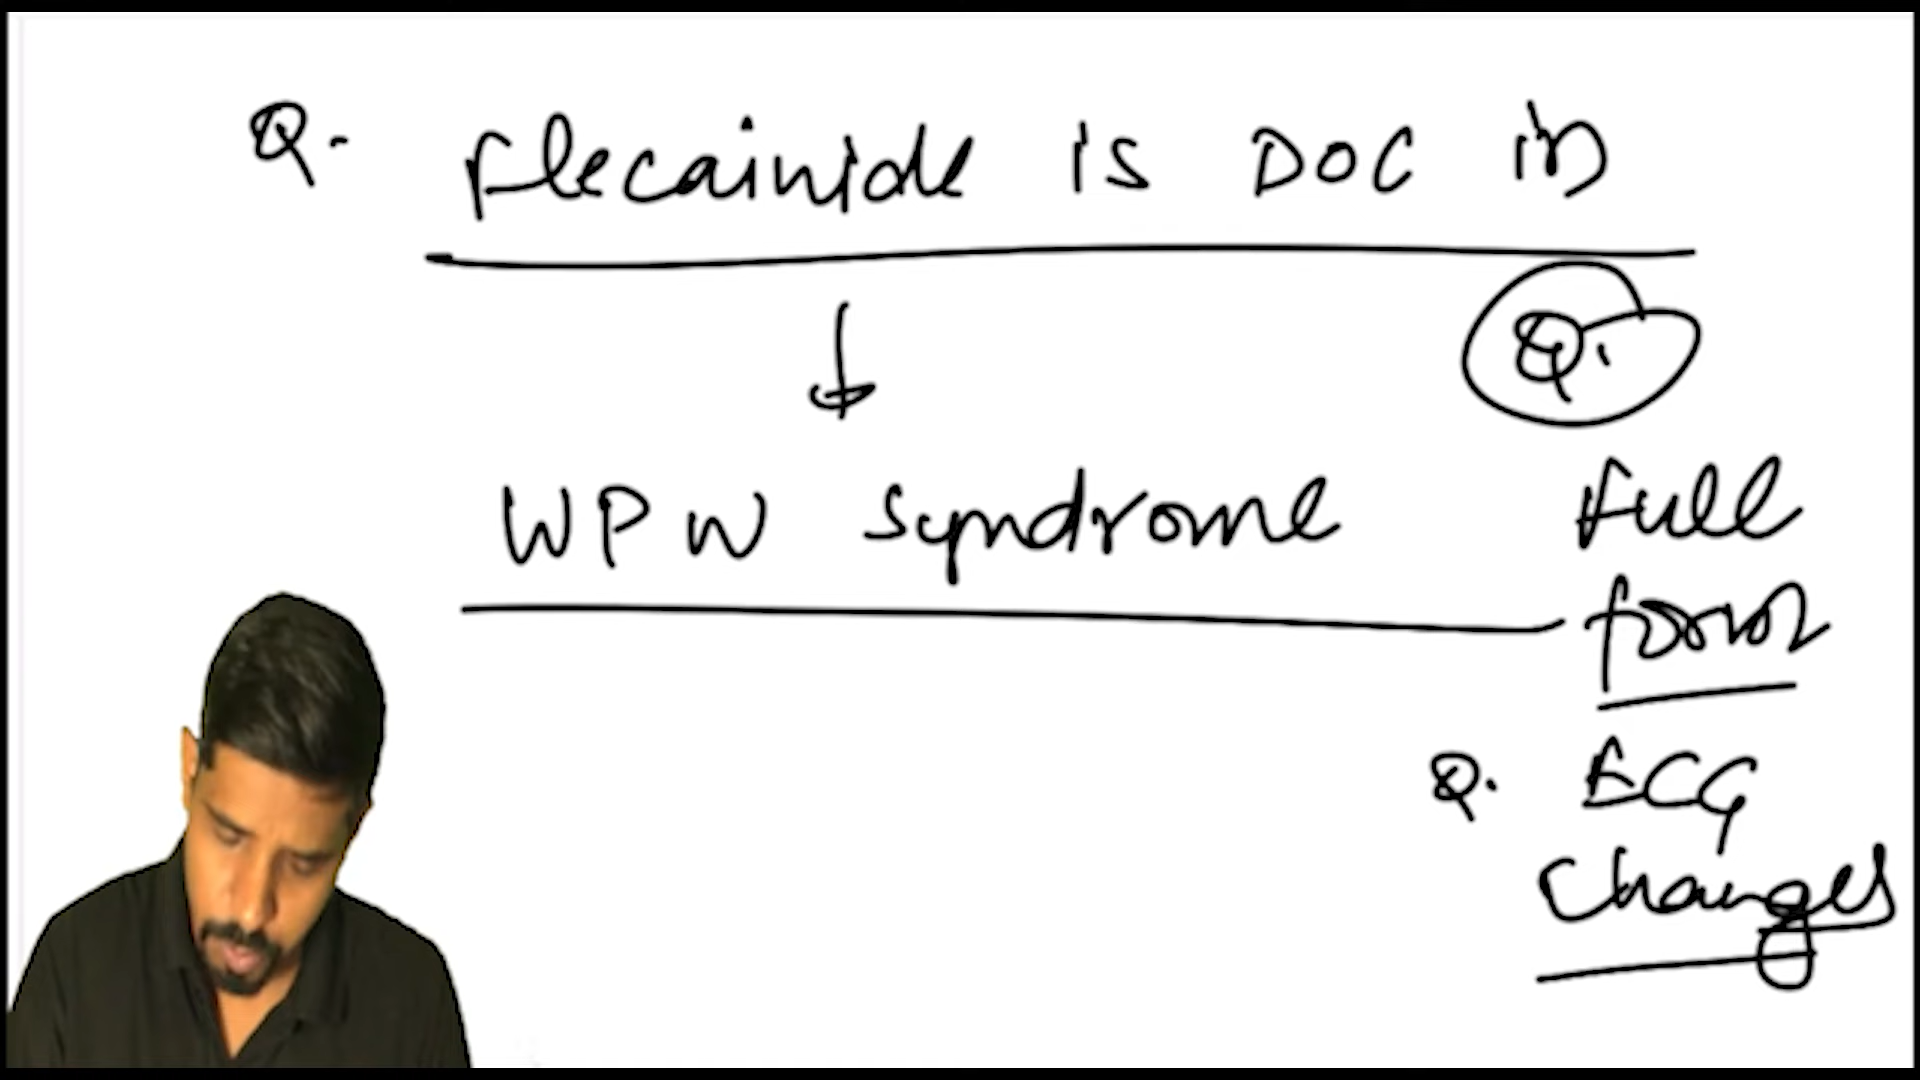 Q. Flecainide is DOC in
Q.
WPW syndrome
Full
form
Q. ECG
changes